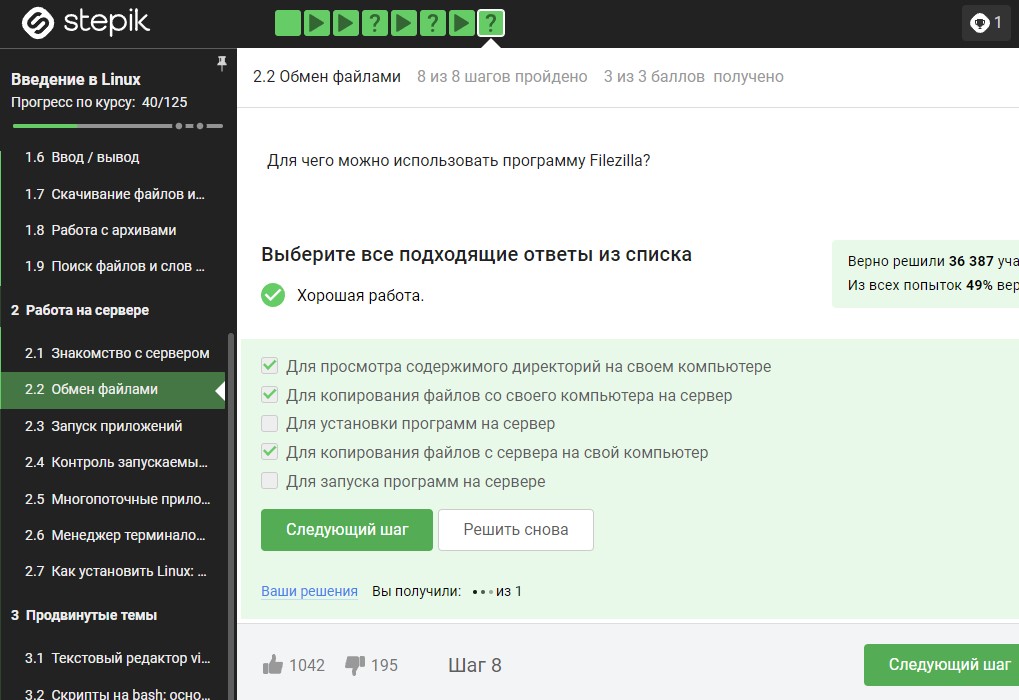 stepik
? ? ?
1
Введение в Linux
Прогресс по курсу: 40/125
1.6 Ввод / вывод
1.7 Скачивание файлов и...
1.8 Работа с архивами
1.9 Поиск файлов и слов ...
2 Работа на сервере
2.1 Знакомство с сервером
2.2 Обмен файлами
2.3 Запуск приложений
2.4 Контроль запускаемы...
2.5 Многопоточные прило...
2.6 Менеджер терминало...
2.7 Как установить Linux: ...
3 Продвинутые темы
3.1 Текстовый редактор vi...
3.2 Скрипты на bash: осно...
2.2 Обмен файлами 8 из 8 шагов пройдено 3 из 3 баллов получено
Для чего можно использовать программу Filezilla?
Выберите все подходящие ответы из списка
Хорошая работа.
Верно решили 36 387 уча
Из всех попыток 49% вер
Для просмотра содержимого директорий на своем компьютере
Для копирования файлов со своего компьютера на сервер
Для установки программ на сервер
Для копирования файлов с сервера на свой компьютер
Для запуска программ на сервере
Следующий шаг Решить снова
Ваши решения Вы получили: из 1
1042 195 Шаг 8 Следующий шаг